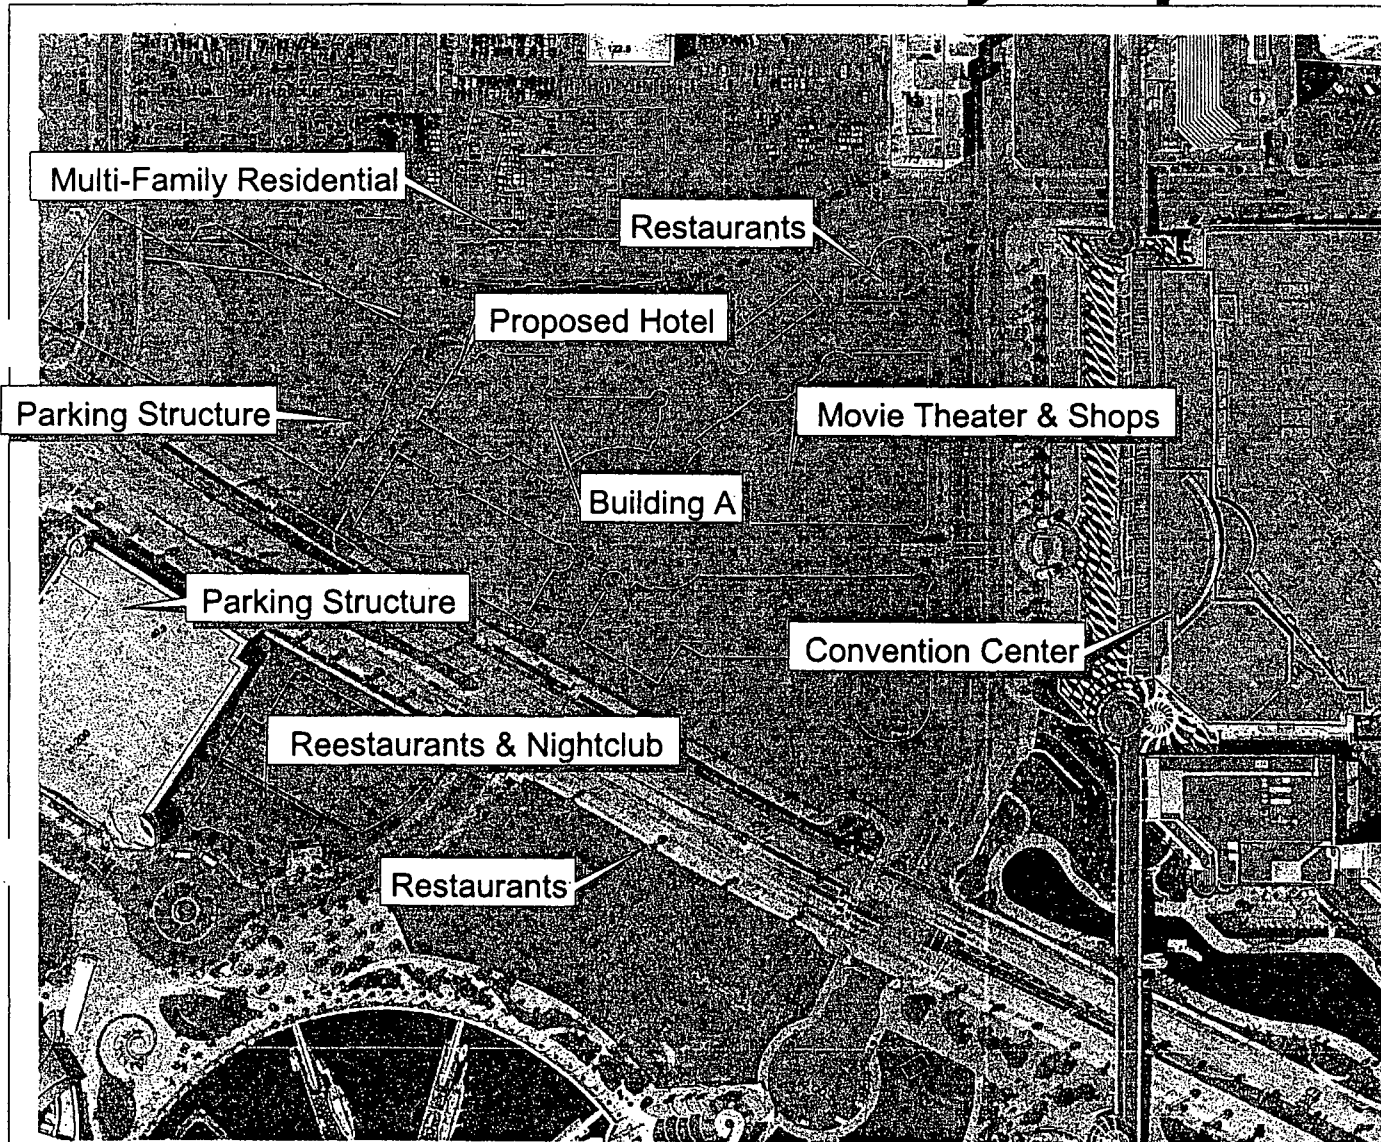 Multi-Family Residential
Restaurants
Proposed Hotel
Parking Structure
Movie Theater & Shops
Building A
Parking Structure
Convention Center
Reestaurants & Nightclub
Restaurants